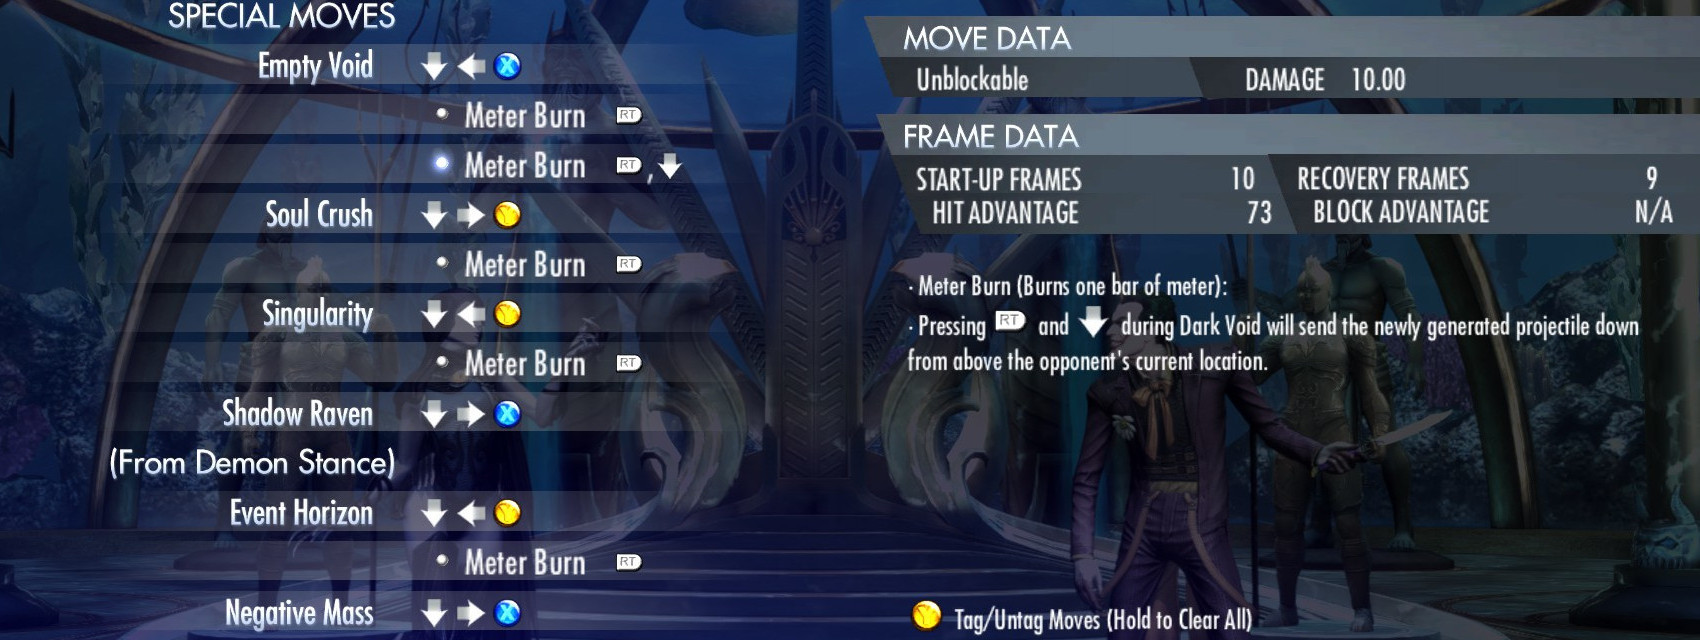 SPECIAL MOVES
Empty Void X
Meter Burn RT
Meter Burn RT ,
Soul Crush Y
Meter Burn RT
Singularity Y
Meter Burn RT
Shadow Raven X
(From Demon Stance)
Event Horizon Y
Meter Burn RT
Negative Mass X
MOVE DATA
Unblockable DAMAGE 10.00
FRAME DATA
START-UP FRAMES 10 RECOVERY FRAMES 9
HIT ADVANTAGE 73 BLOCK ADVANTAGE N/A
· Meter Burn (Burns one bar of meter):
· Pressing RT and during Dark Void will send the newly generated projectile down
from above the opponent's current location.
Y Tag/Untag Moves (Hold to Clear All)